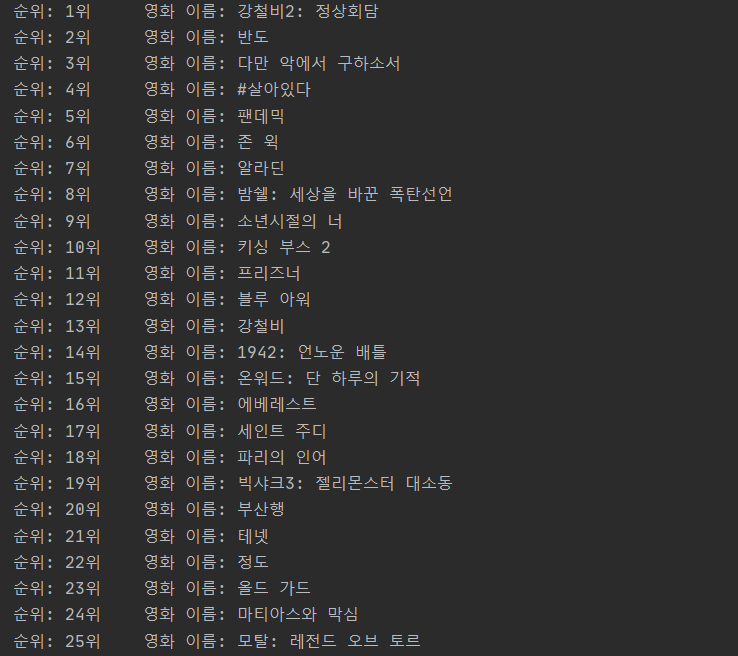 순위: 1위 영화 이름: 강철비2: 정상회담
순위: 2위 영화 이름: 반도
순위: 3위 영화 이름: 다만 악에서 구하소서
순위: 4위 영화 이름: #살아있다
순위: 5위 영화 이름: 팬데믹
순위: 6위 영화 이름: 존 윅
순위: 7위 영화 이름: 알라딘
순위: 8위 영화 이름: 밤쉘: 세상을 바꾼 폭탄선언
순위: 9위 영화 이름: 소년시절의 너
순위: 10위 영화 이름: 키싱 부스 2
순위: 11위 영화 이름: 프리즈너
순위: 12위 영화 이름: 블루 아워
순위: 13위 영화 이름: 강철비
순위: 14위 영화 이름: 1942: 언노운 배틀
순위: 15위 영화 이름: 온워드: 단 하루의 기적
순위: 16위 영화 이름: 에베레스트
순위: 17위 영화 이름: 세인트 주디
순위: 18위 영화 이름: 파리의 인어
순위: 19위 영화 이름: 빅샤크3: 젤리몬스터 대소동
순위: 20위 영화 이름: 부산행
순위: 21위 영화 이름: 테넷
순위: 22위 영화 이름: 정도
순위: 23위 영화 이름: 올드 가드
순위: 24위 영화 이름: 마티아스와 막심
순위: 25위 영화 이름: 모탈: 레전드 오브 토르